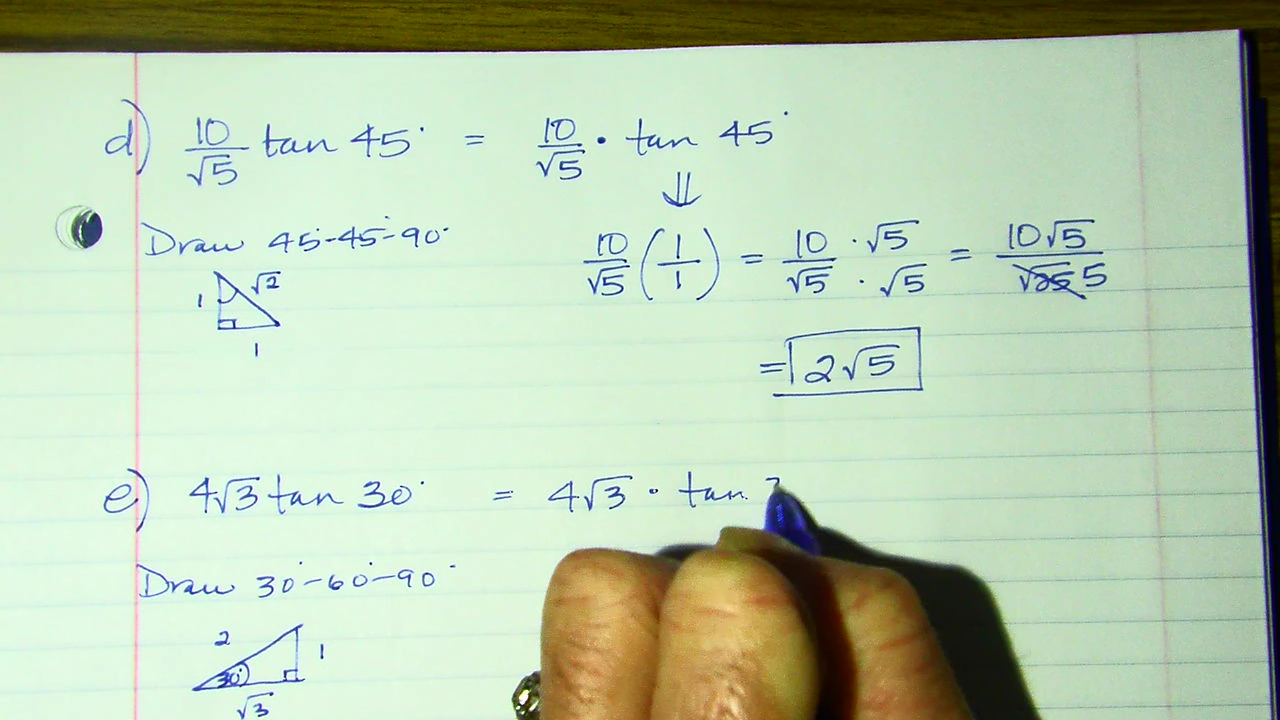 d) 10/√5 tan 45° = 10/√5 · tan 45°
⇓
Draw 45°-45°-90°
10/√5 (1/1) = 10/√5 · √5/√5 = 10√5/√25 5
1 √2
1
= 2√5
e) 4√3 tan 30° = 4√3 · tan
Draw 30°-60°-90°
2 1
30°
√3